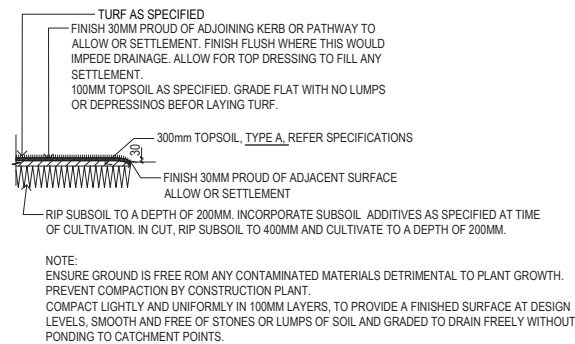 TURF AS SPECIFIED
FINISH 30MM PROUD OF ADJOINING KERB OR PATHWAY TO
ALLOW OR SETTLEMENT. FINISH FLUSH WHERE THIS WOULD
IMPEDE DRAINAGE. ALLOW FOR TOP DRESSING TO FILL ANY
SETTLEMENT.
100MM TOPSOIL AS SPECIFIED. GRADE FLAT WITH NO LUMPS
OR DEPRESSINOS BEFOR LAYING TURF.
300mm TOPSOIL, TYPE A, REFER SPECIFICATIONS
30
FINISH 30MM PROUD OF ADJACENT SURFACE
ALLOW OR SETTLEMENT
RIP SUBSOIL TO A DEPTH OF 200MM. INCORPORATE SUBSOIL ADDITIVES AS SPECIFIED AT TIME
OF CULTIVATION. IN CUT, RIP SUBSOIL TO 400MM AND CULTIVATE TO A DEPTH OF 200MM.
NOTE:
ENSURE GROUND IS FREE ROM ANY CONTAMINATED MATERIALS DETRIMENTAL TO PLANT GROWTH.
PREVENT COMPACTION BY CONSTRUCTION PLANT.
COMPACT LIGHTLY AND UNIFORMLY IN 100MM LAYERS, TO PROVIDE A FINISHED SURFACE AT DESIGN
LEVELS, SMOOTH AND FREE OF STONES OR LUMPS OF SOIL AND GRADED TO DRAIN FREELY WITHOUT
PONDING TO CATCHMENT POINTS.